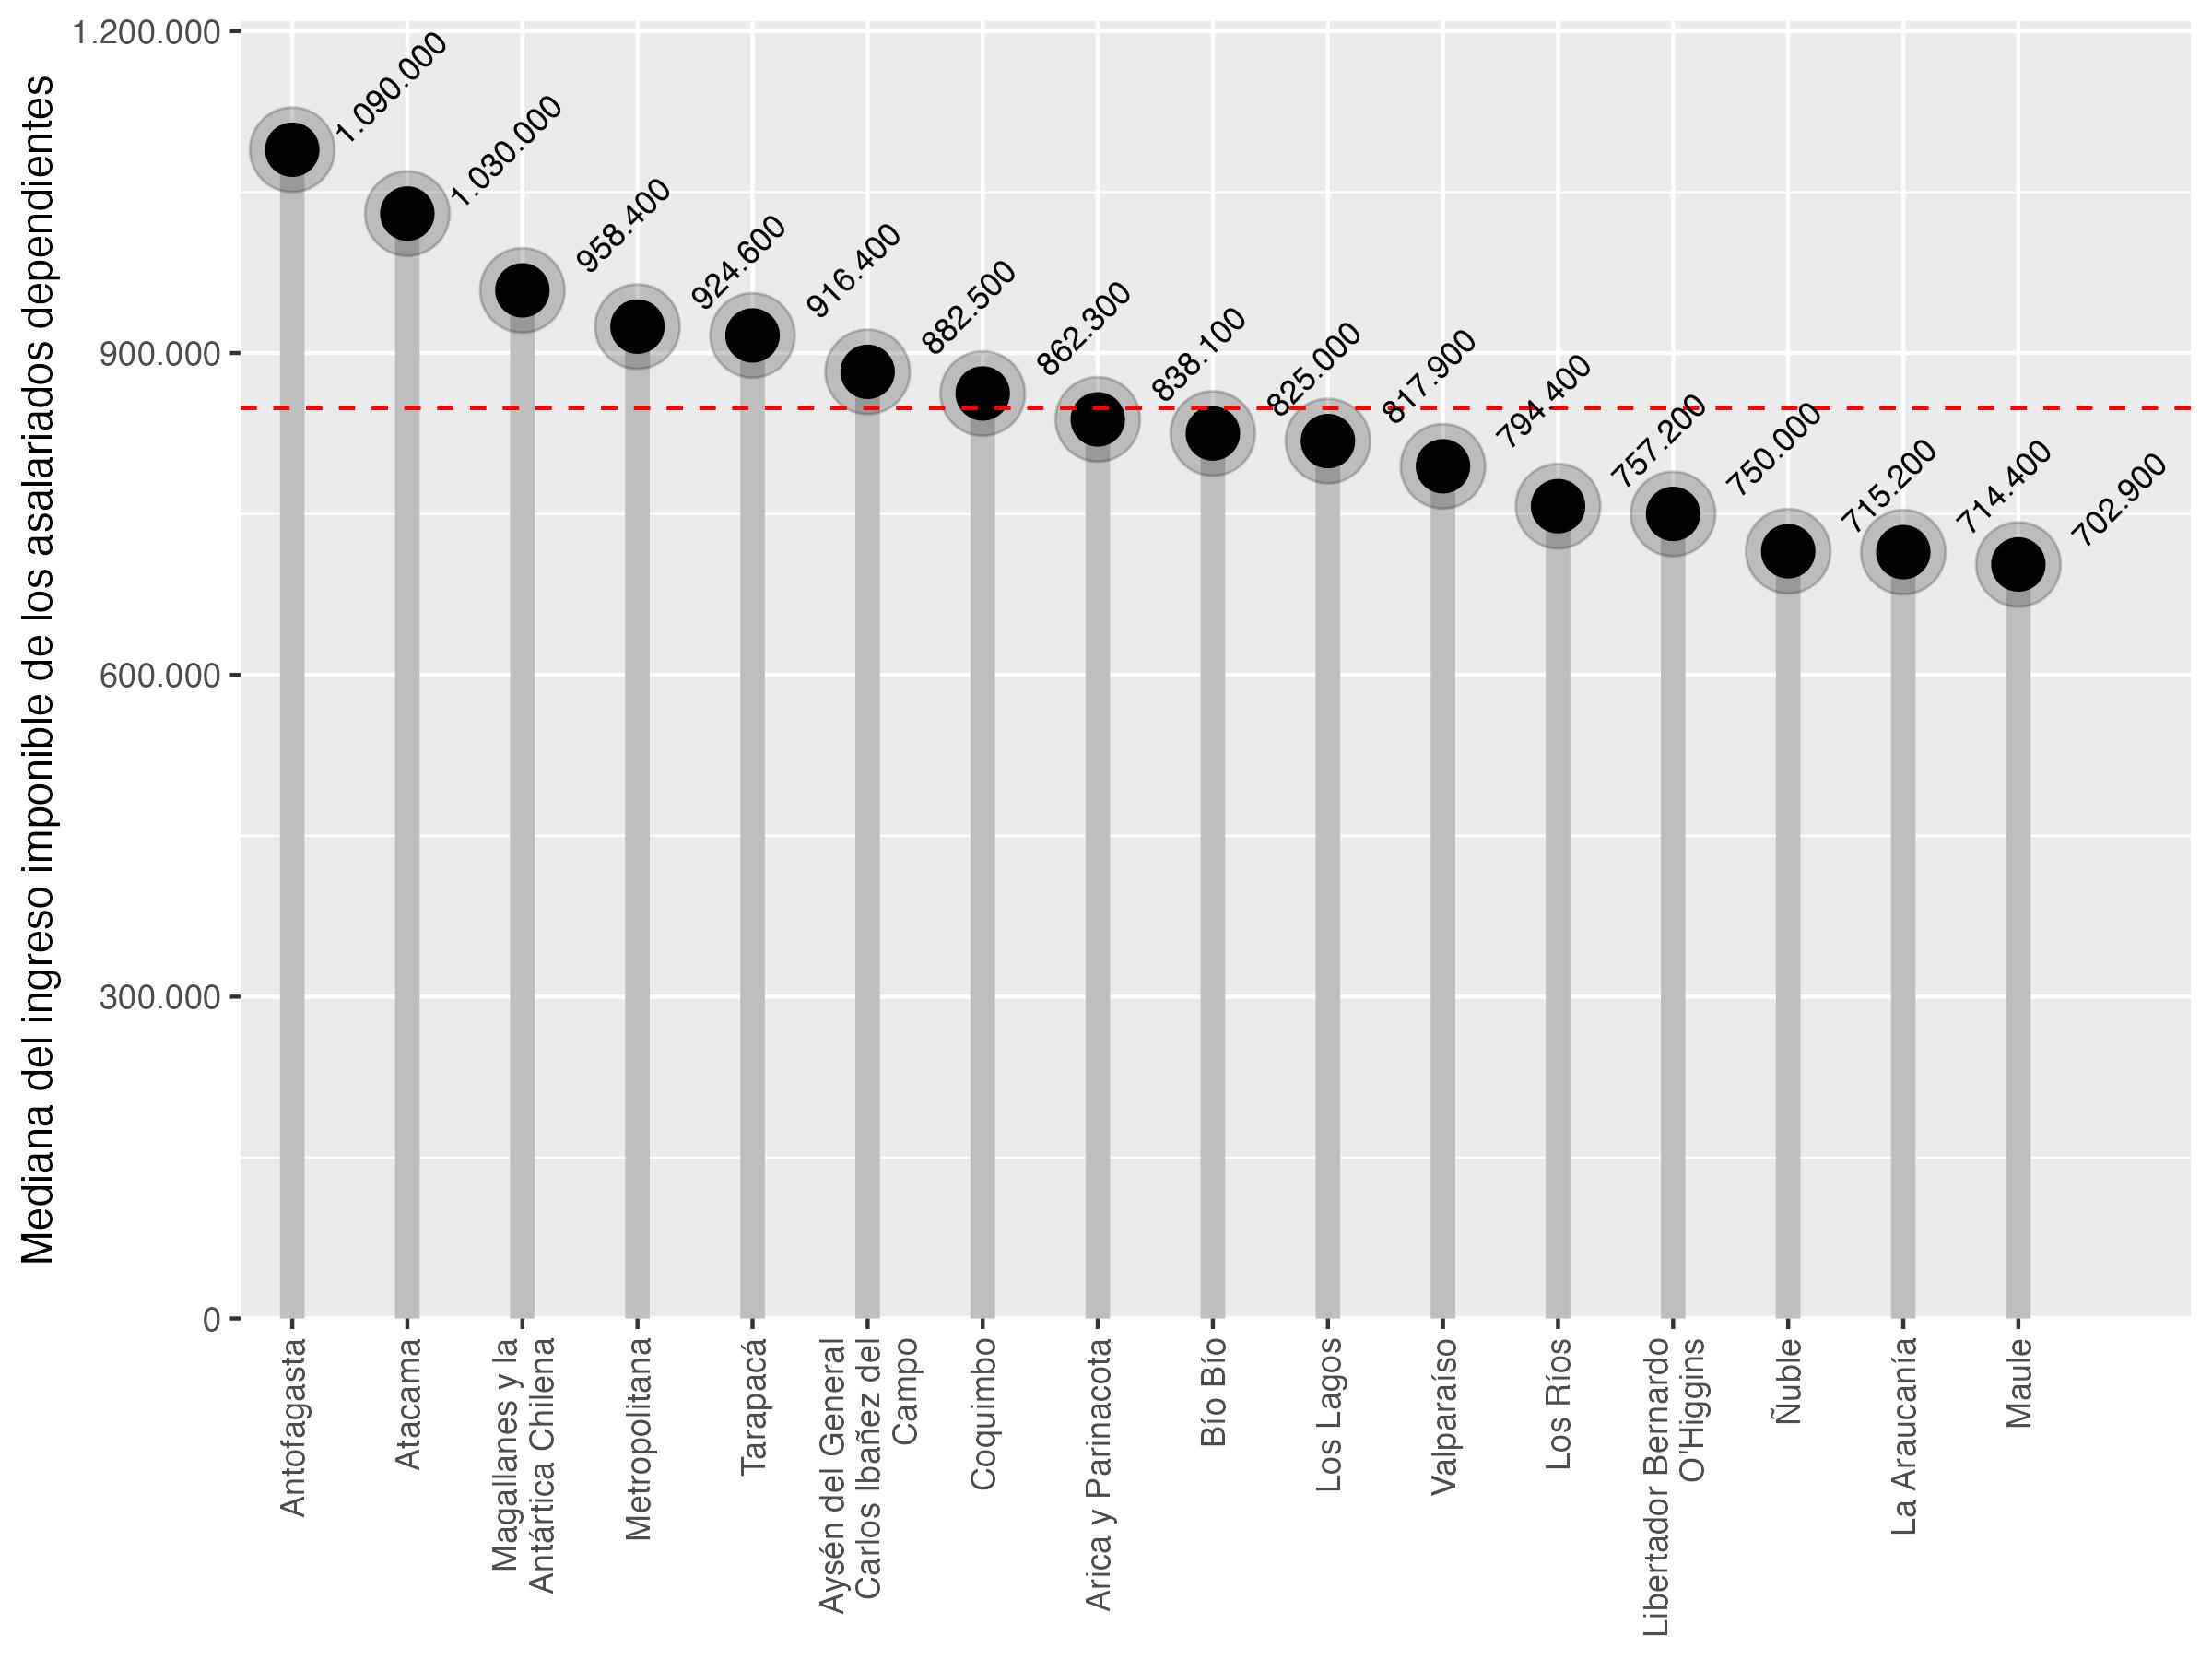 Mediana del ingreso imponible de los asalariados dependientes
1.200.000
900.000
600.000
300.000
0
1.090.000
1.030.000
958.400
924.600
916.400
882.500
862.300
838.100
825.000
817.900
794.400
757.200
750.000
715.200
714.400
702.900
Antofagasta
Atacama
Magallanes y la
Antártica Chilena
Metropolitana
Tarapacá
Aysén del General
Carlos Ibañez del
Campo
Coquimbo
Arica y Parinacota
Bío Bío
Los Lagos
Valparaíso
Los Ríos
Libertador Bernardo
O'Higgins
Ñuble
La Araucanía
Maule